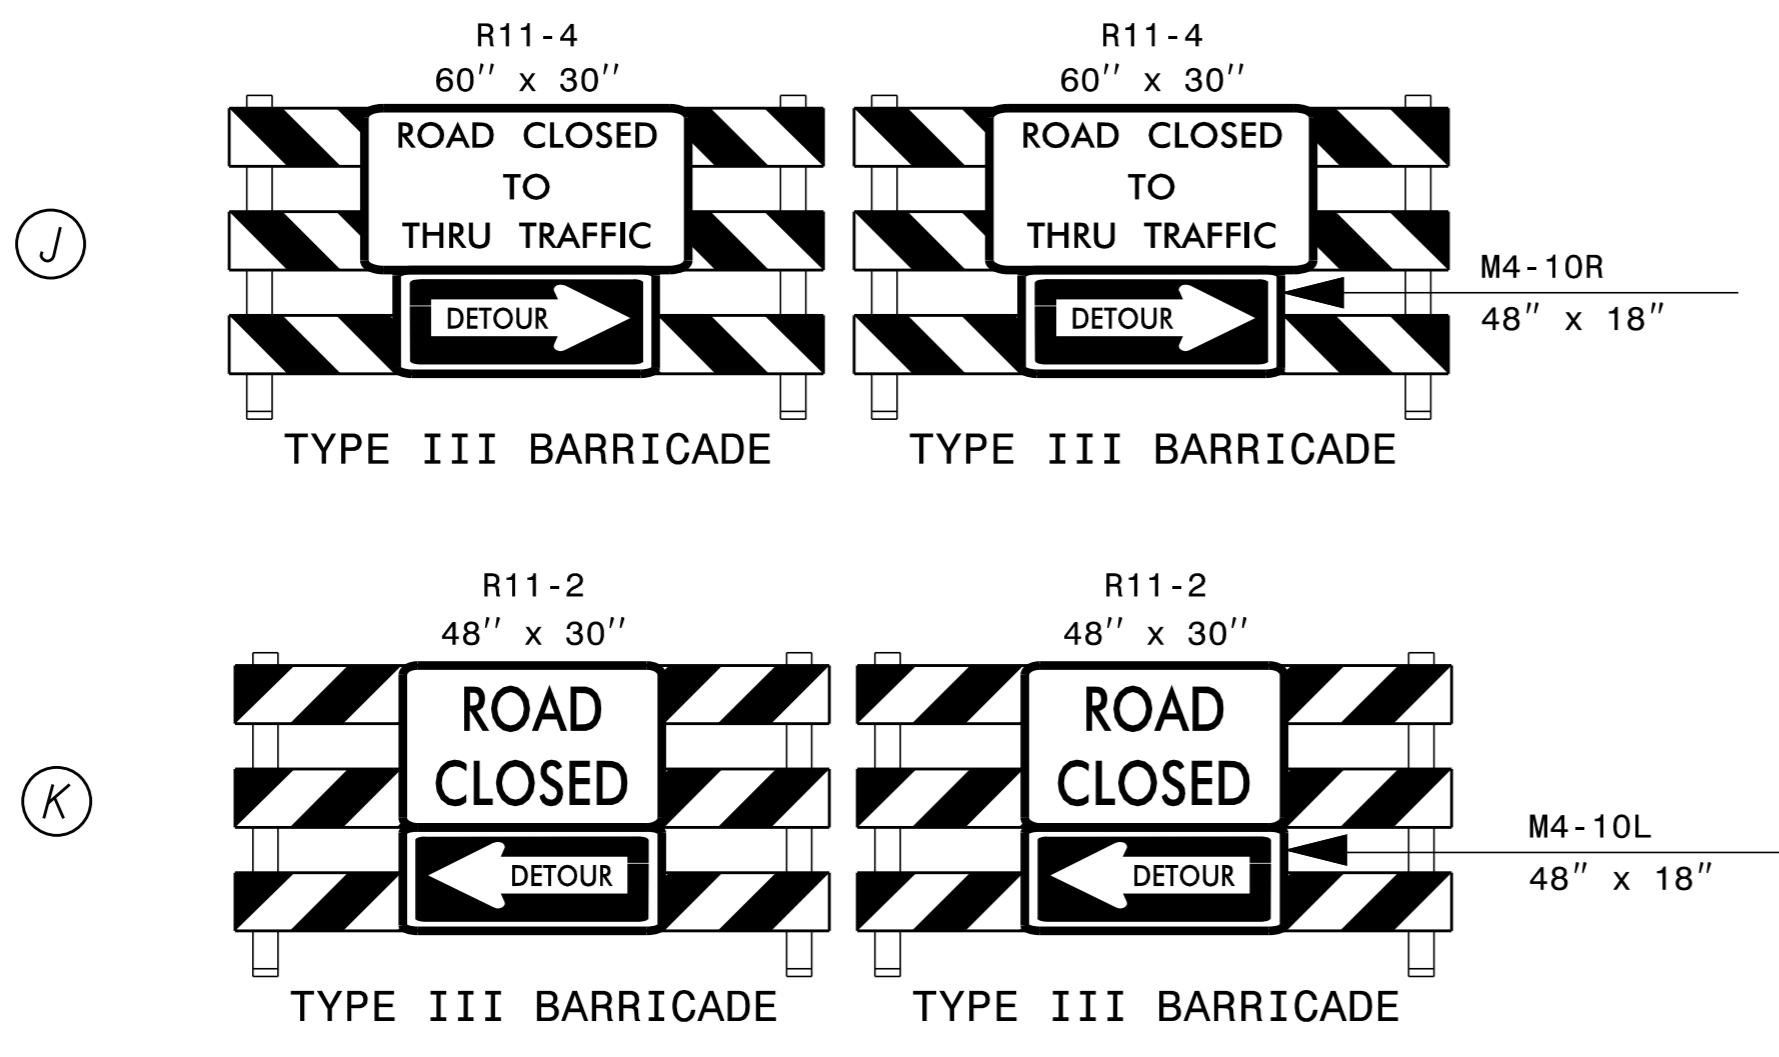 R11-4
60" x 30"
ROAD CLOSED
TO
THRU TRAFFIC
DETOUR
TYPE III BARRICADE
R11-4
60" x 30"
ROAD CLOSED
TO
THRU TRAFFIC
DETOUR
TYPE III BARRICADE
M4-10R
48" x 18"
J
R11-2
48" x 30"
ROAD
CLOSED
DETOUR
TYPE III BARRICADE
R11-2
48" x 30"
ROAD
CLOSED
DETOUR
TYPE III BARRICADE
M4-10L
48" x 18"
K